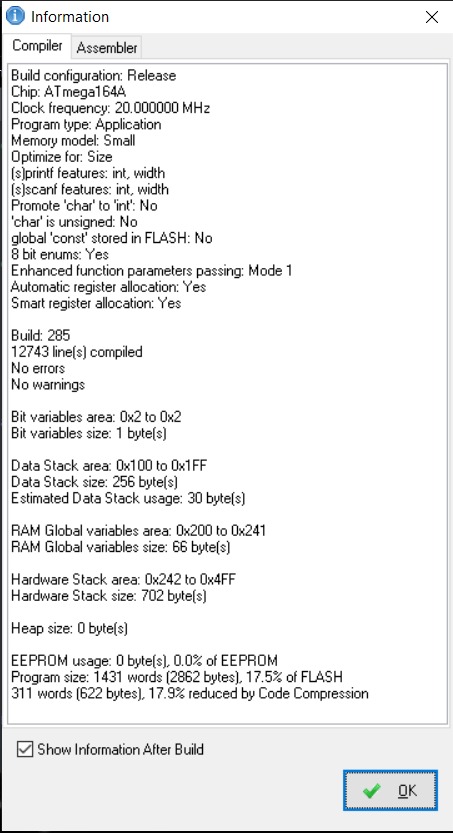 Information
Compiler
Assembler
Build configuration: Release
Chip: ATmega164A
Clock frequency: 20.000000 MHz
Program type: Application
Memory model: Small
Optimize for: Size
(s)printf features: int, width
(s)scanf features: int, width
Promote 'char' to 'int': No
'char' is unsigned: No
global 'const' stored in FLASH: No
8 bit enums: Yes
Enhanced function parameters passing: Mode 1
Automatic register allocation: Yes
Smart register allocation: Yes
Build: 285
12743 line(s) compiled
No errors
No warnings
Bit variables area: 0x2 to 0x2
Bit variables size: 1 byte(s)
Data Stack area: 0x100 to 0x1FF
Data Stack size: 256 byte(s)
Estimated Data Stack usage: 30 byte(s)
RAM Global variables area: 0x200 to 0x241
RAM Global variables size: 66 byte(s)
Hardware Stack area: 0x242 to 0x4FF
Hardware Stack size: 702 byte(s)
Heap size: 0 byte(s)
EEPROM usage: 0 byte(s), 0.0% of EEPROM
Program size: 1431 words (2862 bytes), 17.5% of FLASH
311 words (622 bytes), 17.9% reduced by Code Compression
Show Information After Build
OK